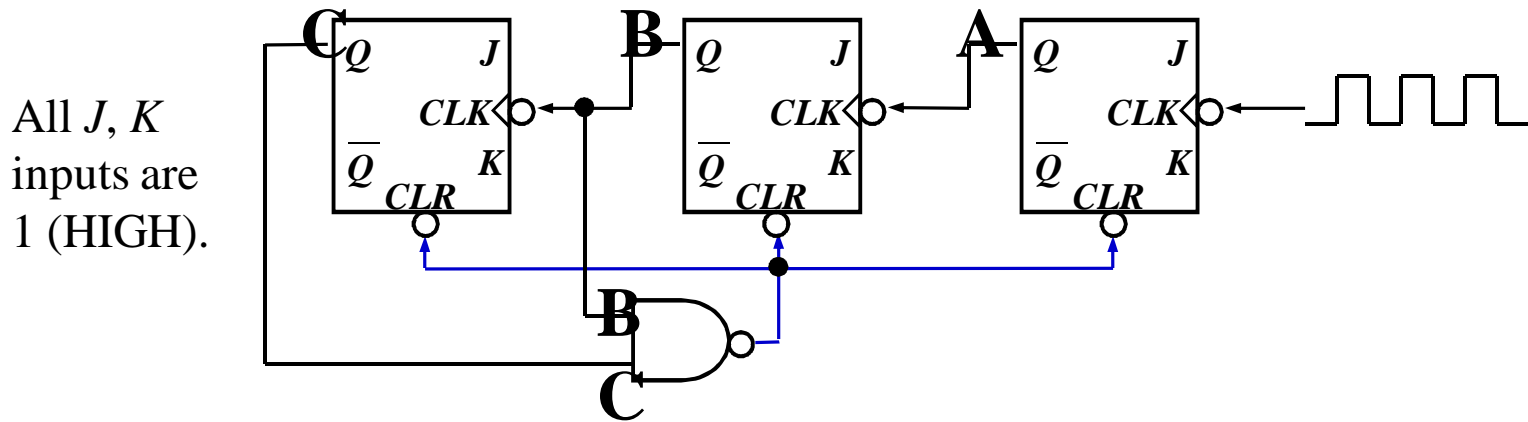 C
Q J
CLK
Q K
CLR
B
Q J
CLK
Q K
CLR
A
Q J
CLK
Q K
CLR
All J, K
inputs are
1 (HIGH).
B
C